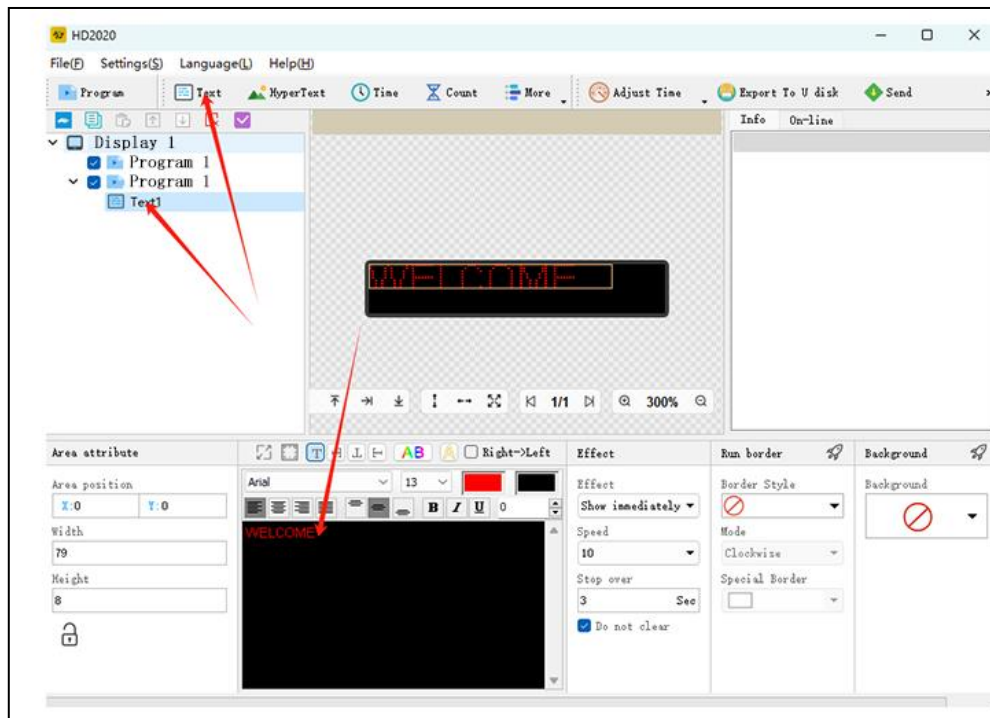 HD2020
File(F) Settings(S) Language(L) Help(H)
Program Text HyperText Time Count More Adjust Time Export To U disk Send
Info On-line
Display 1
Program 1
Program 1
Text1
WELCOME
1/1 300%
Area attribute AB Right->Left Effect Run border Background
Area position Arial 13 Effect Border Style Background
X:0 Y:0 B I U 0 Show immediately
Width WELCOME Speed Mode
79 10 Clockwise
Height Stop over Special Border
8 3 Sec
Do not clear